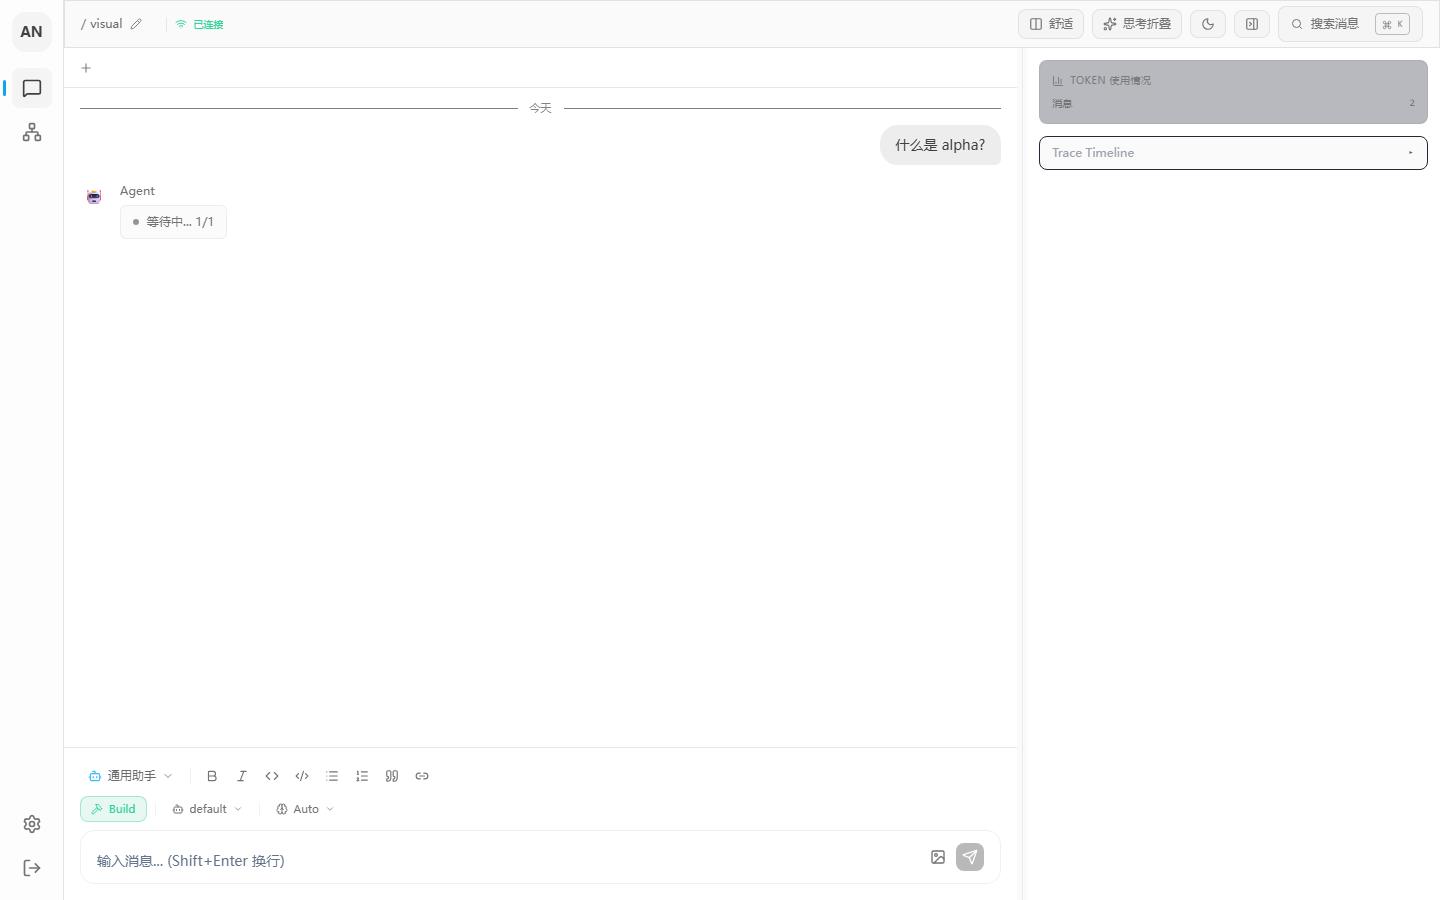 AN
/ visual
已连接
舒适
思考折叠
搜索消息
⌘ K
今天
什么是 alpha?
Agent
等待中... 1/1
TOKEN 使用情况
消息 2
Trace Timeline
通用助手
Build
default
Auto
输入消息... (Shift+Enter 换行)